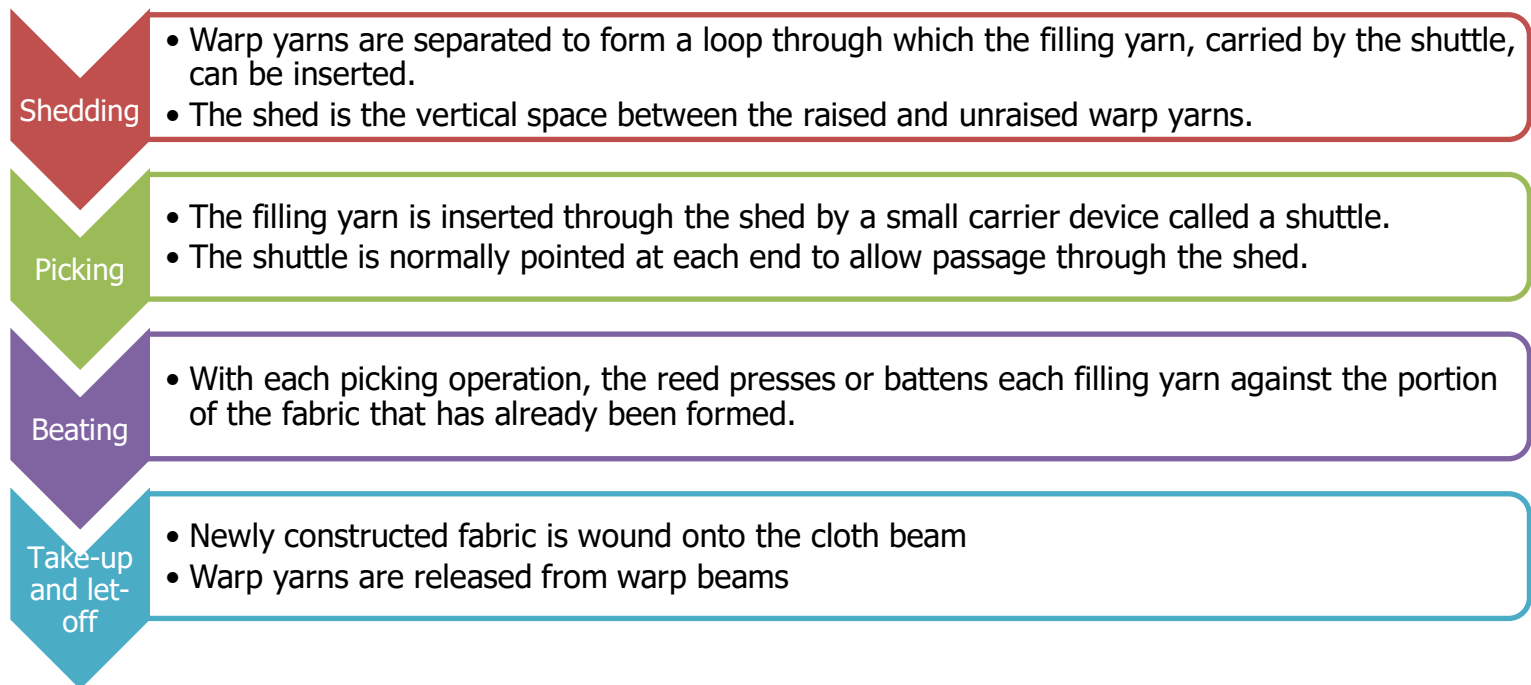 Shedding
• Warp yarns are separated to form a loop through which the filling yarn, carried by the shuttle,
can be inserted.
• The shed is the vertical space between the raised and unraised warp yarns.
Picking
• The filling yarn is inserted through the shed by a small carrier device called a shuttle.
• The shuttle is normally pointed at each end to allow passage through the shed.
Beating
• With each picking operation, the reed presses or battens each filling yarn against the portion
of the fabric that has already been formed.
Take-up
and let-
off
• Newly constructed fabric is wound onto the cloth beam
• Warp yarns are released from warp beams